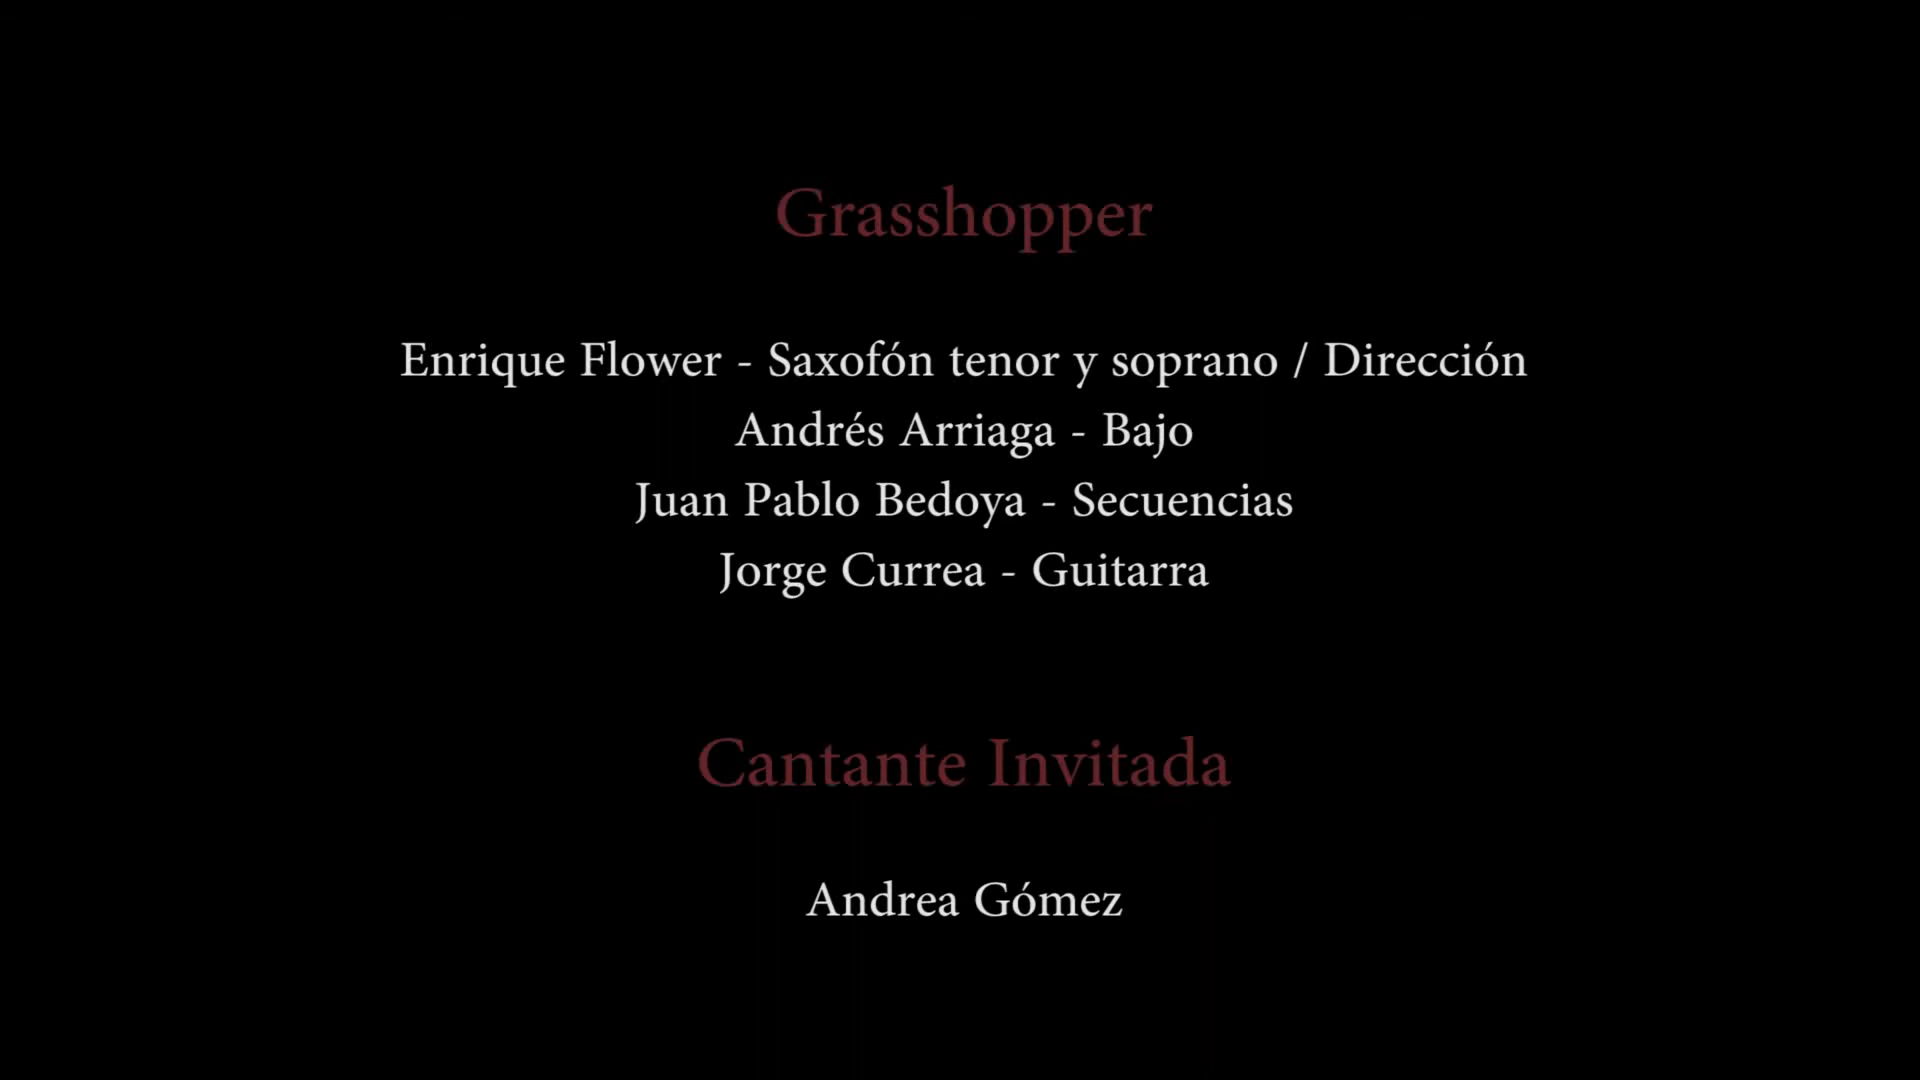 Grasshopper
Enrique Flower - Saxofón tenor y soprano / Dirección
Andrés Arriaga - Bajo
Juan Pablo Bedoya - Secuencias
Jorge Currea - Guitarra
Cantante Invitada
Andrea Gómez